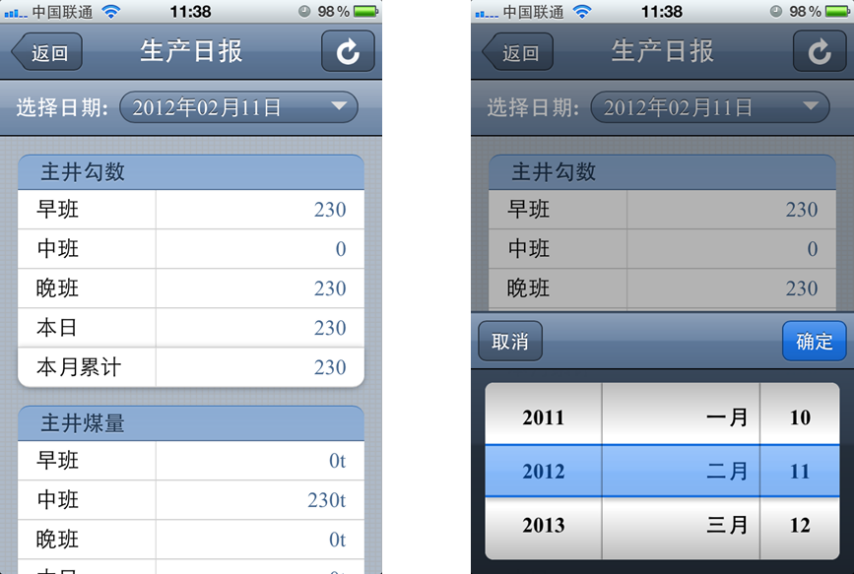 中国联通 11:38 98%
返回 生产日报
选择日期: 2012年02月11日
主井勾数
早班 230
中班 0
晚班 230
本日 230
本月累计 230
主井煤量
早班 0t
中班 230t
晚班 0t
本日 0t
中国联通 11:38 98%
返回 生产日报
选择日期: 2012年02月11日
主井勾数
早班 230
中班 0
晚班 230
取消 确定
2011 一月 10
2012 二月 11
2013 三月 12